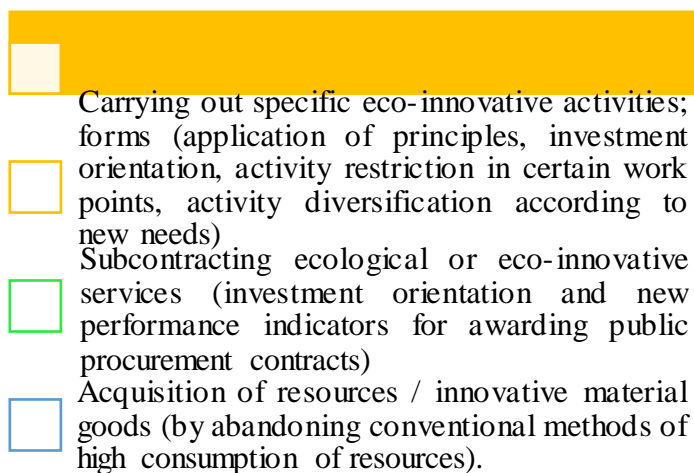 Carrying out specific eco-innovative activities;
forms (application of principles, investment
orientation, activity restriction in certain work
points, activity diversification according to
new needs)
Subcontracting ecological or eco-innovative
services (investment orientation and new
performance indicators for awarding public
procurement contracts)
Acquisition of resources / innovative material
goods (by abandoning conventional methods of
high consumption of resources).